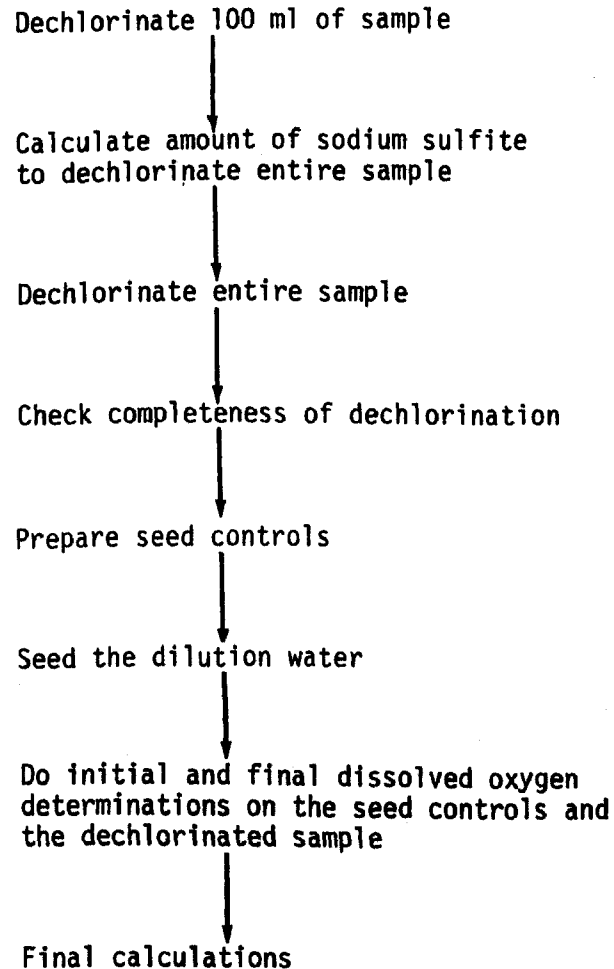 Dechlorinate 100 ml of sample
Calculate amount of sodium sulfite
to dechlorinate entire sample
Dechlorinate entire sample
Check completeness of dechlorination
Prepare seed controls
Seed the dilution water
Do initial and final dissolved oxygen
determinations on the seed controls and
the dechlorinated sample
Final calculations